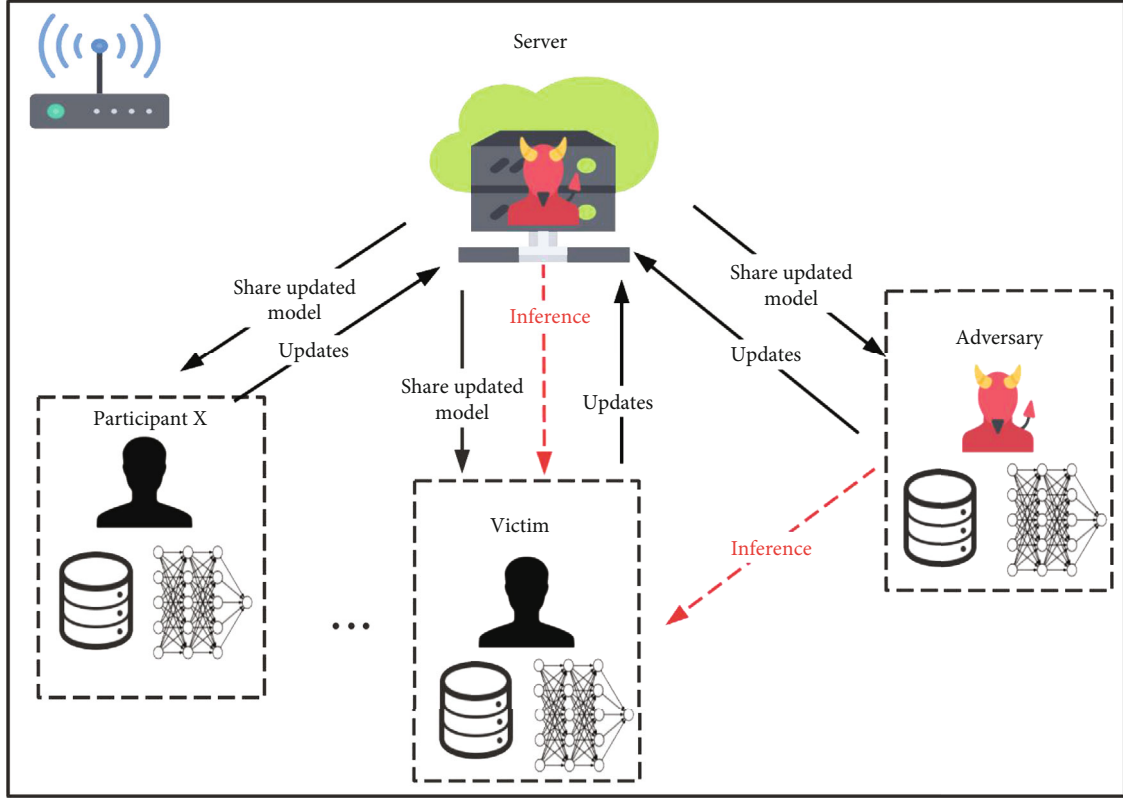 Server
Share updated
model
Updates
Inference
Share updated
model
Updates
Share updated
model
Updates
Adversary
Participant X
Victim
Inference
...